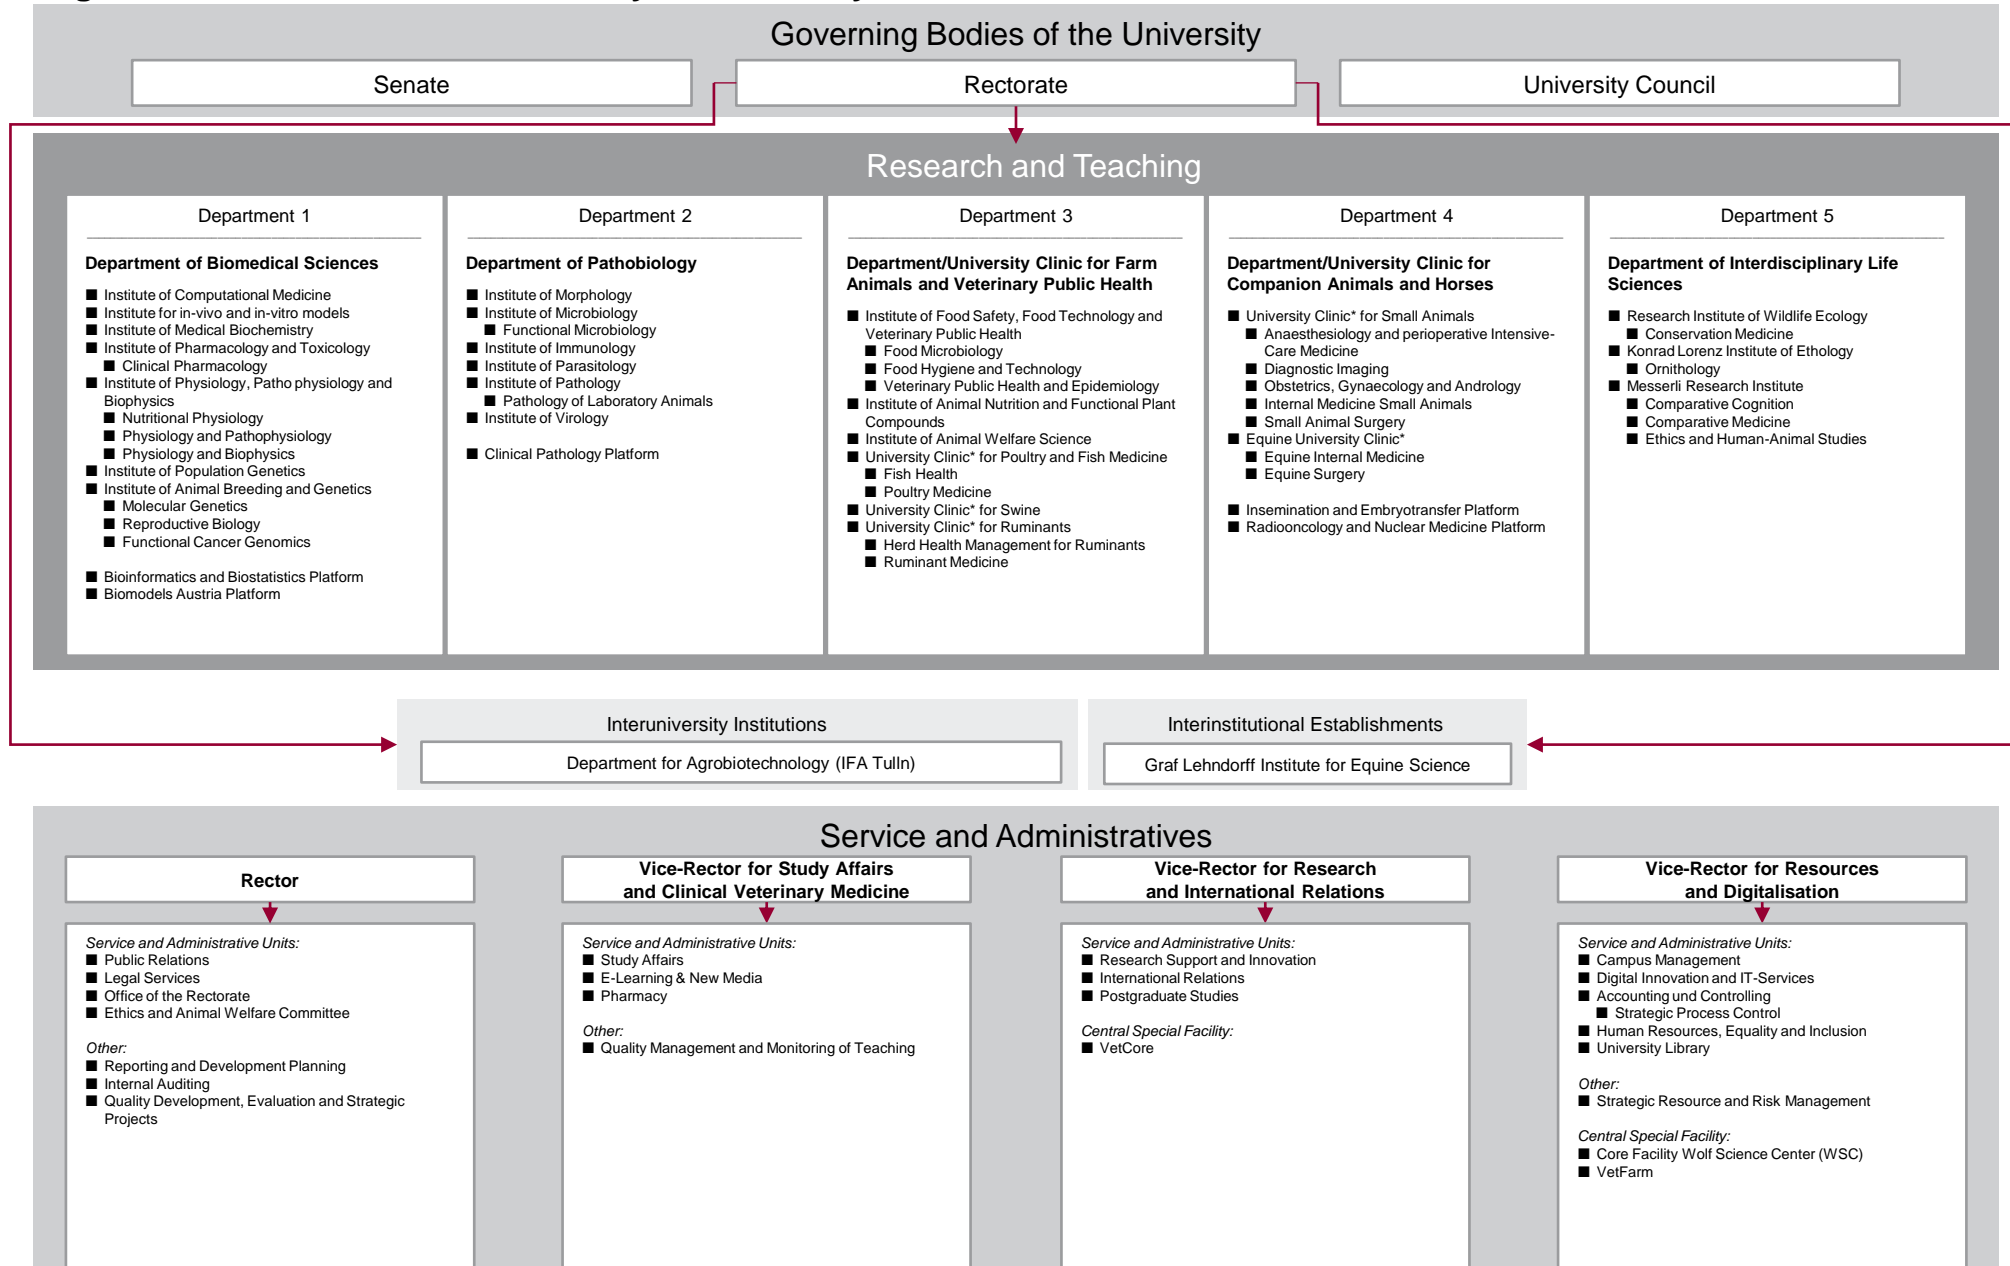 Governing Bodies of the University
Senate
Rectorate
University Council
Research and Teaching
Department 1
Department of Biomedical Sciences
Institute of Computational Medicine
Institute for in-vivo and in-vitro models
Institute of Medical Biochemistry
Institute of Pharmacology and Toxicology
Clinical Pharmacology
Institute of Physiology, Patho physiology and
Biophysics
Nutritional Physiology
Physiology and Pathophysiology
Physiology and Biophysics
Institute of Population Genetics
Institute of Animal Breeding and Genetics
Molecular Genetics
Reproductive Biology
Functional Cancer Genomics
Bioinformatics and Biostatistics Platform
Biomodels Austria Platform
Department 2
Department of Pathobiology
Institute of Morphology
Institute of Microbiology
Functional Microbiology
Institute of Immunology
Institute of Parasitology
Institute of Pathology
Pathology of Laboratory Animals
Institute of Virology
Clinical Pathology Platform
Department 3
Department/University Clinic for Farm
Animals and Veterinary Public Health
Institute of Food Safety, Food Technology and
Veterinary Public Health
Food Microbiology
Food Hygiene and Technology
Veterinary Public Health and Epidemiology
Institute of Animal Nutrition and Functional Plant
Compounds
Institute of Animal Welfare Science
University Clinic* for Poultry and Fish Medicine
Fish Health
Poultry Medicine
University Clinic* for Swine
University Clinic* for Ruminants
Herd Health Management for Ruminants
Ruminant Medicine
Department 4
Department/University Clinic for
Companion Animals and Horses
University Clinic* for Small Animals
Anaesthesiology and perioperative Intensive-
Care Medicine
Diagnostic Imaging
Obstetrics, Gynaecology and Andrology
Internal Medicine Small Animals
Small Animal Surgery
Equine University Clinic*
Equine Internal Medicine
Equine Surgery
Insemination and Embryotransfer Platform
Radiooncology and Nuclear Medicine Platform
Department 5
Department of Interdisciplinary Life
Sciences
Research Institute of Wildlife Ecology
Conservation Medicine
Konrad Lorenz Institute of Ethology
Ornithology
Messerli Research Institute
Comparative Cognition
Comparative Medicine
Ethics and Human-Animal Studies
Interuniversity Institutions
Department for Agrobiotechnology (IFA Tulln)
Interinstitutional Establishments
Graf Lehndorff Institute for Equine Science
Service and Administratives
Rector
Service and Administrative Units:
Public Relations
Legal Services
Office of the Rectorate
Ethics and Animal Welfare Committee
Other:
Reporting and Development Planning
Internal Auditing
Quality Development, Evaluation and Strategic
Projects
Vice-Rector for Study Affairs
and Clinical Veterinary Medicine
Service and Administrative Units:
Study Affairs
E-Learning & New Media
Pharmacy
Other:
Quality Management and Monitoring of Teaching
Vice-Rector for Research
and International Relations
Service and Administrative Units:
Research Support and Innovation
International Relations
Postgraduate Studies
Central Special Facility:
VetCore
Vice-Rector for Resources
and Digitalisation
Service and Administrative Units:
Campus Management
Digital Innovation and IT-Services
Accounting und Controlling
Strategic Process Control
Human Resources, Equality and Inclusion
University Library
Other:
Strategic Resource and Risk Management
Central Special Facility:
Core Facility Wolf Science Center (WSC)
VetFarm